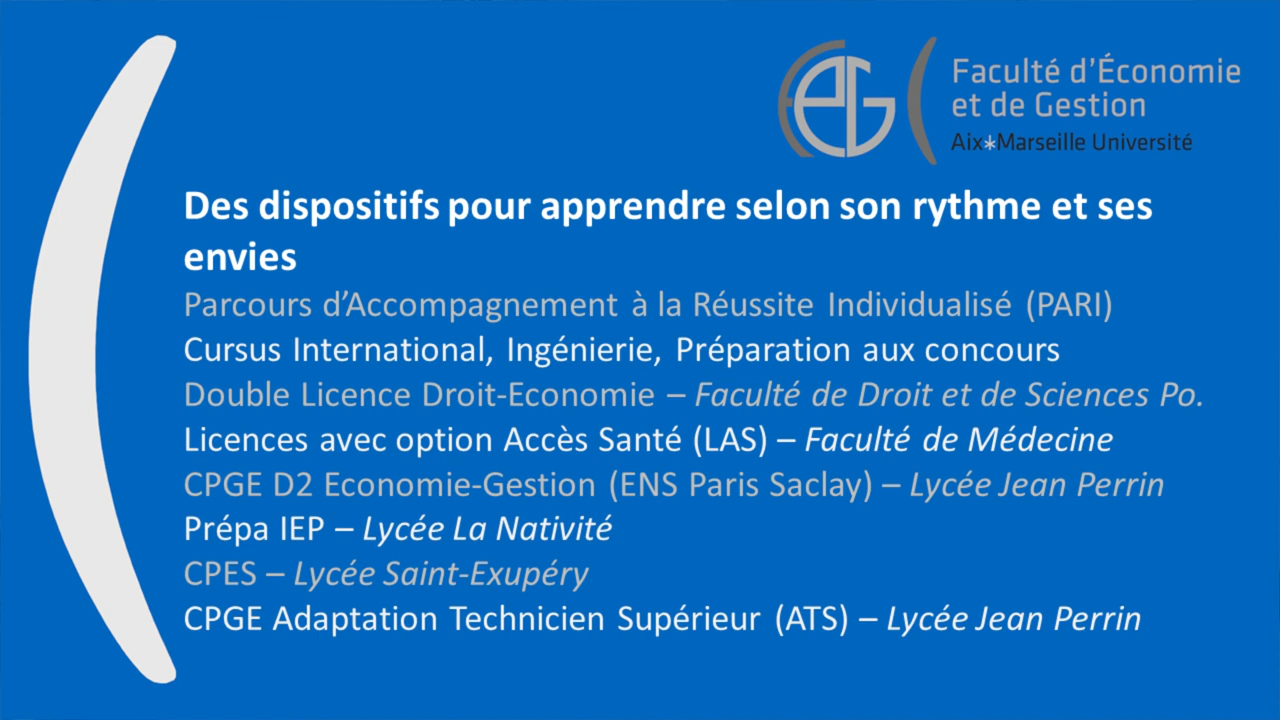 Faculté d'Économie
et de Gestion
Aix*Marseille Université
Des dispositifs pour apprendre selon son rythme et ses
envies
Parcours d'Accompagnement à la Réussite Individualisé (PARI)
Cursus International, Ingénierie, Préparation aux concours
Double Licence Droit-Economie – Faculté de Droit et de Sciences Po.
Licences avec option Accès Santé (LAS) – Faculté de Médecine
CPGE D2 Economie-Gestion (ENS Paris Saclay) – Lycée Jean Perrin
Prépa IEP – Lycée La Nativité
CPES – Lycée Saint-Exupéry
CPGE Adaptation Technicien Supérieur (ATS) – Lycée Jean Perrin